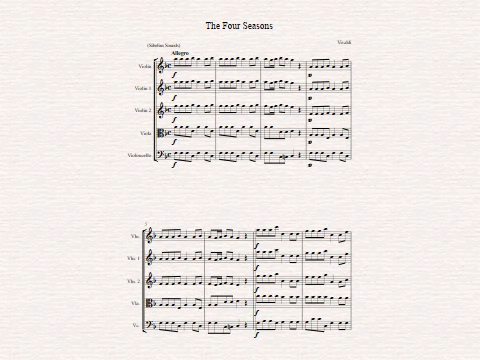 The Four Seasons
(Sibelius Sounds) Vivaldi
Allegro
Violin
f
Violin 1
f
Violin 2
f
Viola
f
Violoncello
f
p
p
p
p
p
5
Vln.
f
Vln. 1
f
Vln. 2
f
Vla.
f
Vc.
f